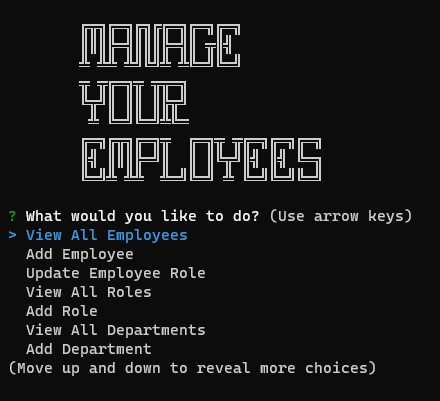 MANAGE
YOUR
EMPLOYEES
? What would you like to do? (Use arrow keys)
> View All Employees
Add Employee
Update Employee Role
View All Roles
Add Role
View All Departments
Add Department
(Move up and down to reveal more choices)